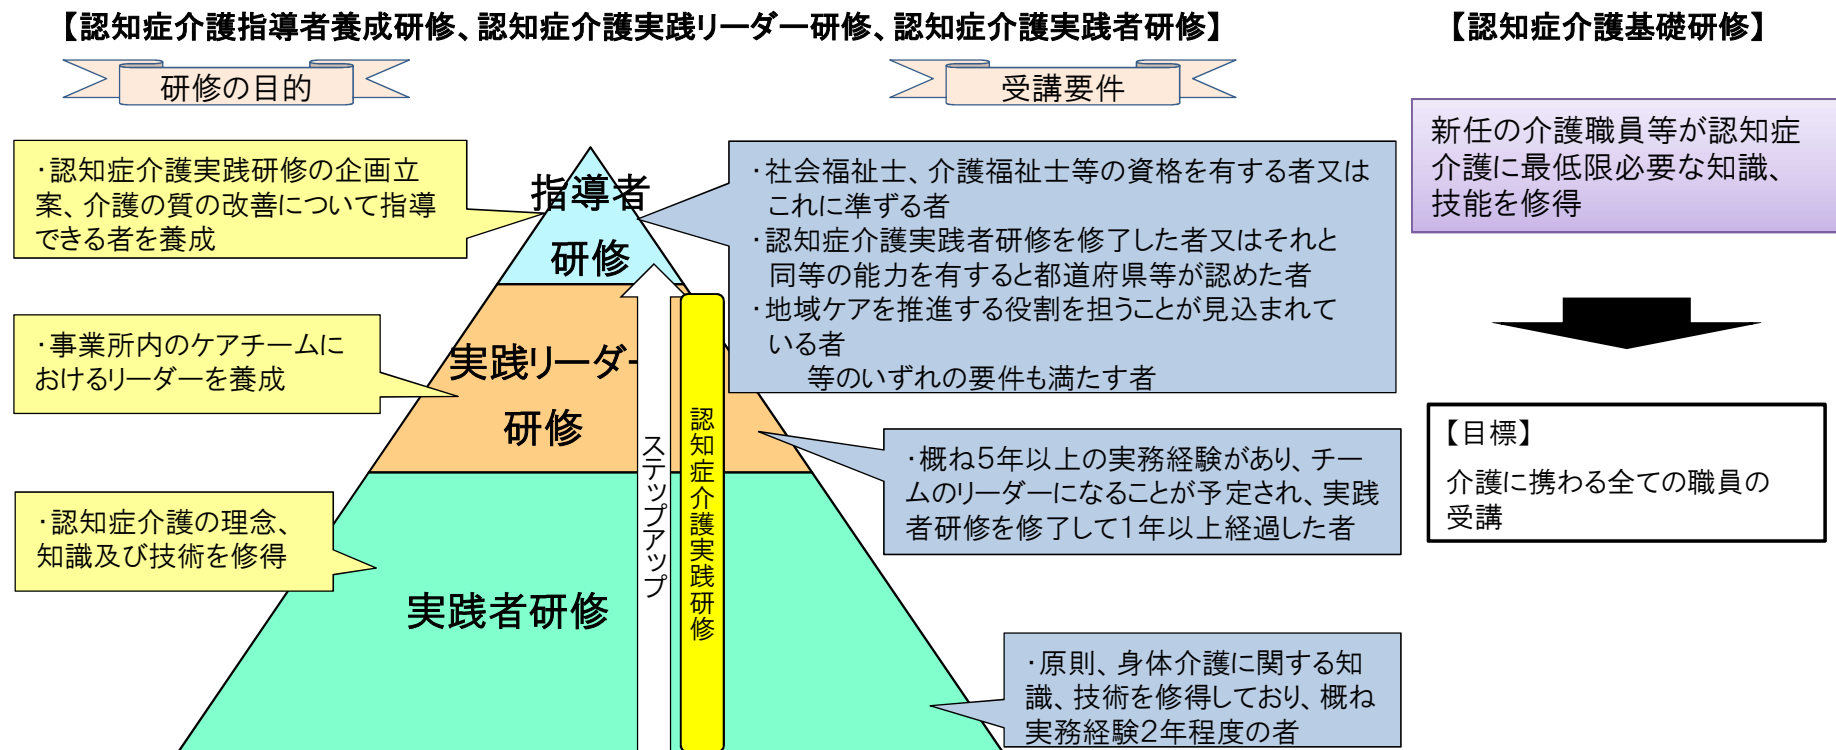 【認知症介護指導者養成研修、認知症介護実践リーダー研修、認知症介護実践者研修】
【認知症介護基礎研修】
研修の目的
受講要件
・認知症介護実践研修の企画立
案、介護の質の改善について指導
できる者を養成
指導者
研修
・社会福祉士、介護福祉士等の資格を有する者又は
これに準ずる者
・認知症介護実践者研修を修了した者又はそれと
同等の能力を有すると都道府県等が認めた者
・地域ケアを推進する役割を担うことが見込まれて
いる者
等のいずれの要件も満たす者
新任の介護職員等が認知症
介護に最低限必要な知識、
技能を修得
・事業所内のケアチームに
おけるリーダーを養成
実践リーダー
研修
・概ね5年以上の実務経験があり、チー
ムのリーダーになることが予定され、実践
者研修を修了して1年以上経過した者
【目標】
介護に携わる全ての職員の
受講
・認知症介護の理念、
知識及び技術を修得
実践者研修
ステップアップ
認知症介護実践研修
・原則、身体介護に関する知
識、技術を修得しており、概ね
実務経験2年程度の者